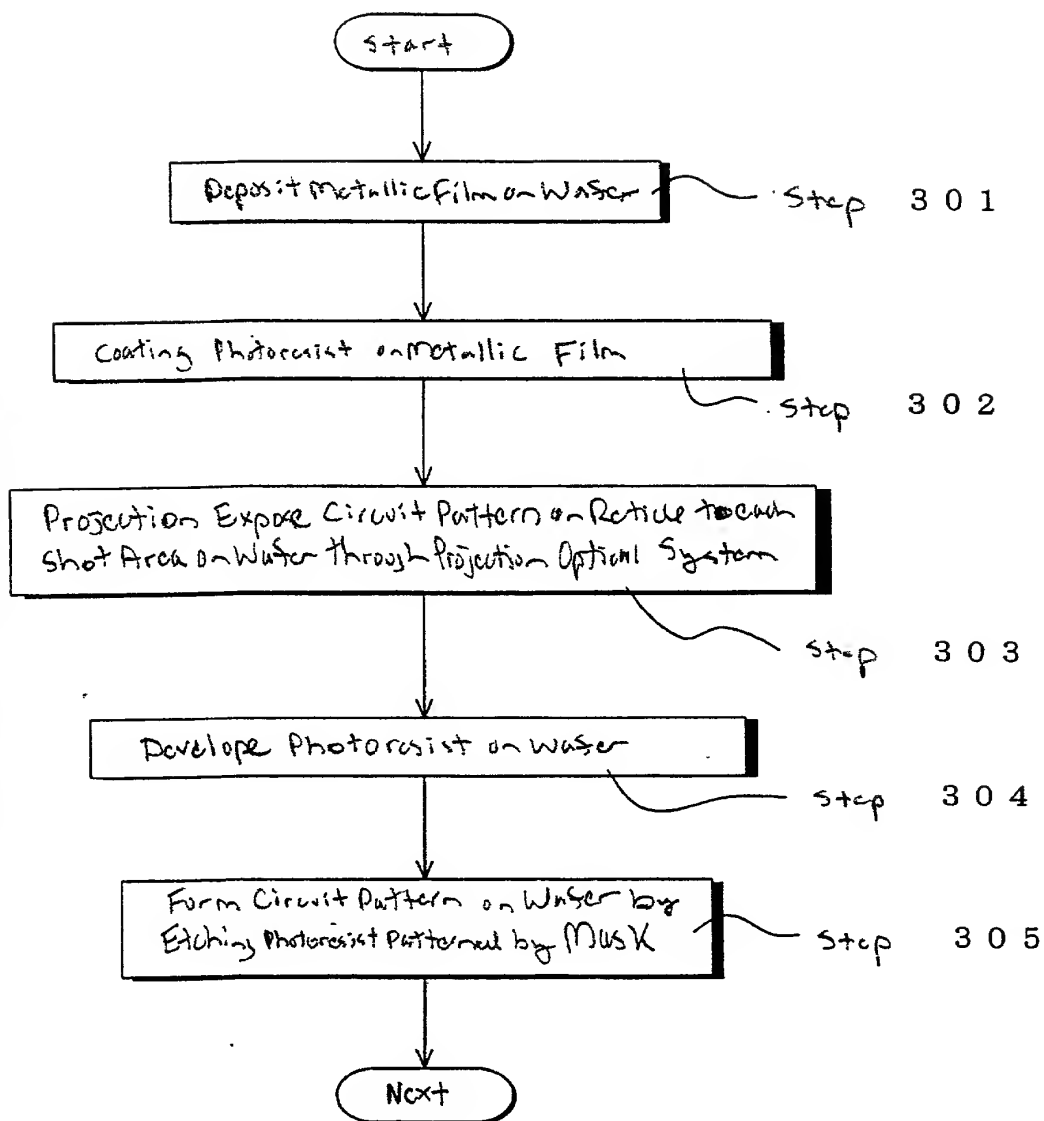 Start
Deposit Metallic Film on Wafer
Step 301
Coating Photoresist on Metallic Film
Step 302
Projection Expose Circuit Pattern on Reticle to each
Shot Area on Wafer through Projection Optical System
Step 303
Develope Photoresist on Wafer
Step 304
Form Circuit Pattern on Wafer by
Etching Photoresist Patterned by Mask
Step 305
Next